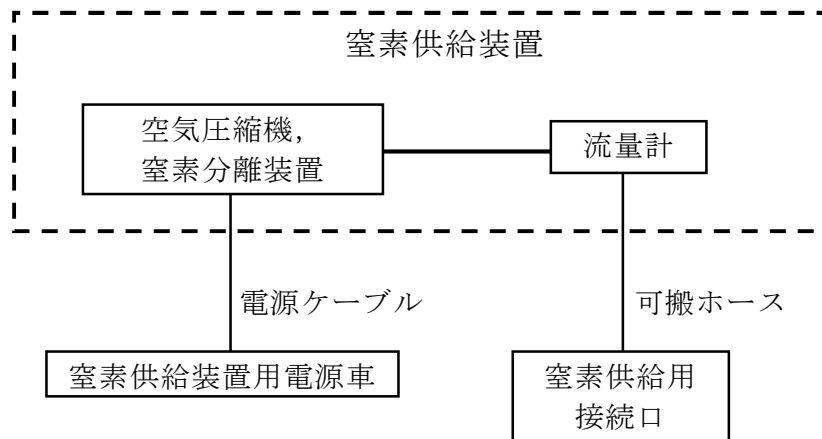 窒素供給装置
空気圧縮機，
窒素分離装置
流量計
電源ケーブル
可搬ホース
窒素供給装置用電源車
窒素供給用
接続口